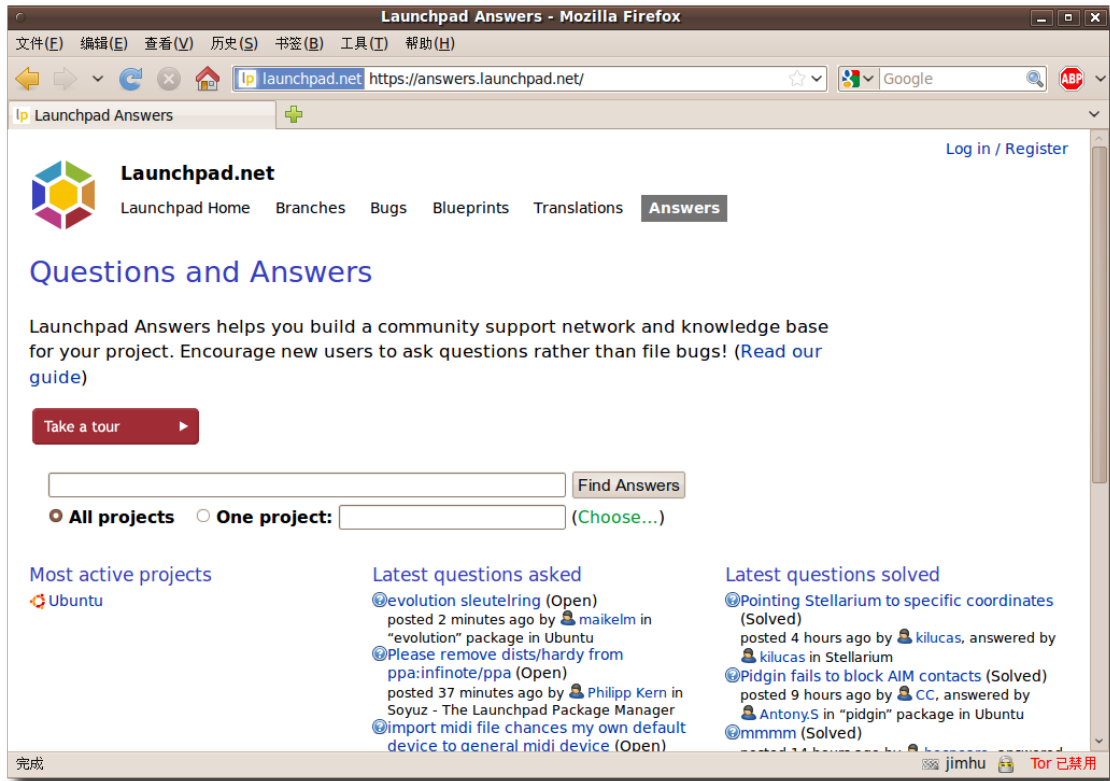 Launchpad Answers - Mozilla Firefox
文件(F) 编辑(E) 查看(V) 历史(S) 书签(B) 工具(T) 帮助(H)
lp launchpad.net https://answers.launchpad.net/ Google ABP
lp Launchpad Answers
Log in / Register
Launchpad.net
Launchpad Home Branches Bugs Blueprints Translations Answers
Questions and Answers
Launchpad Answers helps you build a community support network and knowledge base
for your project. Encourage new users to ask questions rather than file bugs! (Read our
guide)
Take a tour
Find Answers
All projects One project: (Choose...)
Most active projects
Ubuntu
Latest questions asked
evolution sleutelring (Open)
posted 2 minutes ago by maikelm in
“evolution” package in Ubuntu
Please remove dists/hardy from
ppa:infinote/ppa (Open)
posted 37 minutes ago by Philipp Kern in
Soyuz - The Launchpad Package Manager
import midi file chances my own default
device to general midi device (Open)
Latest questions solved
Pointing Stellarium to specific coordinates
(Solved)
posted 4 hours ago by kilucas, answered by
kilucas in Stellarium
Pidgin fails to block AIM contacts (Solved)
posted 9 hours ago by CC, answered by
Antony.S in “pidgin” package in Ubuntu
mmmm (Solved)
完成 jimhu Tor 已禁用